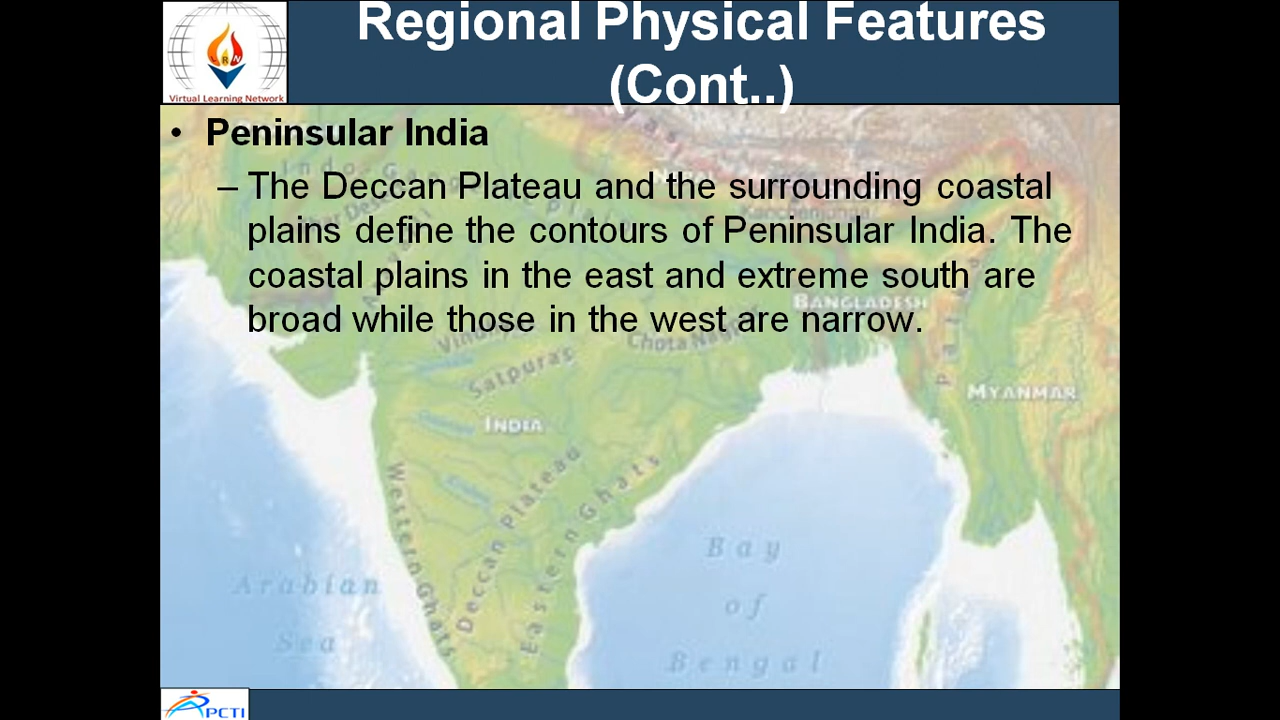 Regional Physical Features
(Cont..)
Virtual Learning Network
• Peninsular India
– The Deccan Plateau and the surrounding coastal
plains define the contours of Peninsular India. The
coastal plains in the east and extreme south are
broad while those in the west are narrow.
BANGLADESH
Chota Nag
Satpuras
MYANMAR
INDIA
Western Ghats
Deccan Plateau
Eastern Ghats
Arabian
Sea
Bay
of
Bengal
PCTI